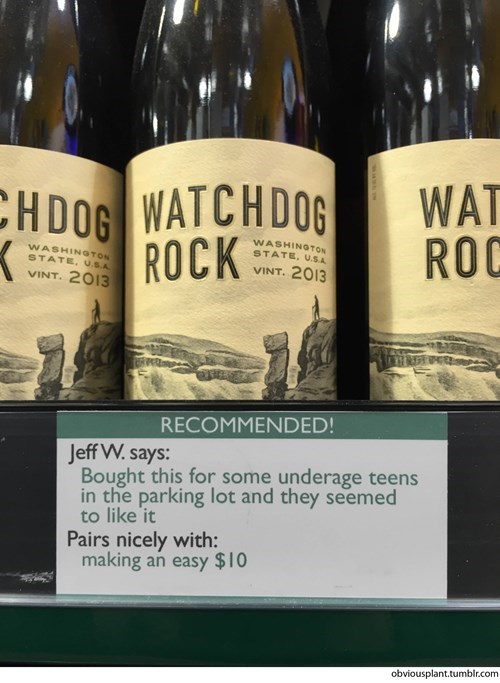 CHDOG
K
WASHINGTON
STATE, U.S.A.
VINT. 2013
WATCHDOG
ROCK
WASHINGTON
STATE, U.S.A.
VINT. 2013
WAT
ROC
RECOMMENDED!
Jeff W. says:
Bought this for some underage teens
in the parking lot and they seemed
to like it
Pairs nicely with:
making an easy $10
obviousplant.tumblr.com